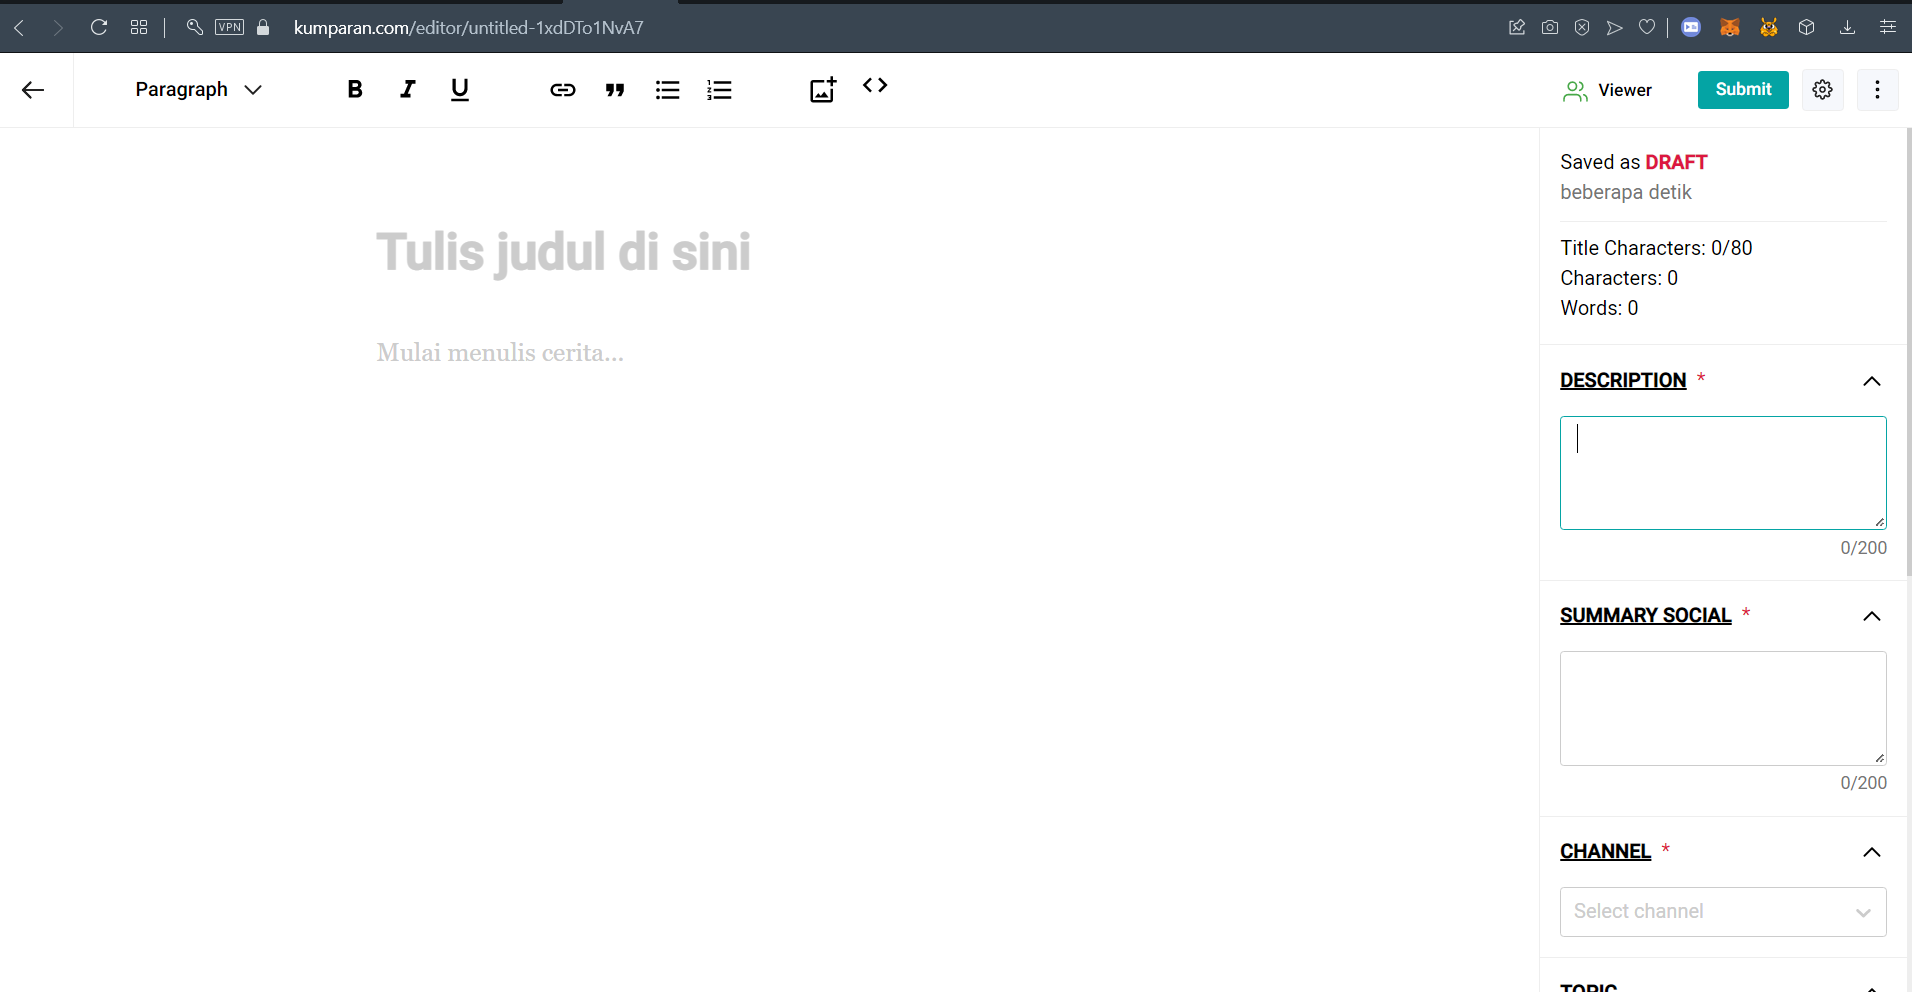 VPN kumparan.com/editor/untitled-1xdDTo1NvA7
Paragraph B I U
Viewer Submit
Tulis judul di sini
Mulai menulis cerita...
Saved as DRAFT
beberapa detik
Title Characters: 0/80
Characters: 0
Words: 0
DESCRIPTION *
0/200
SUMMARY SOCIAL *
0/200
CHANNEL *
Select channel
TOPIC